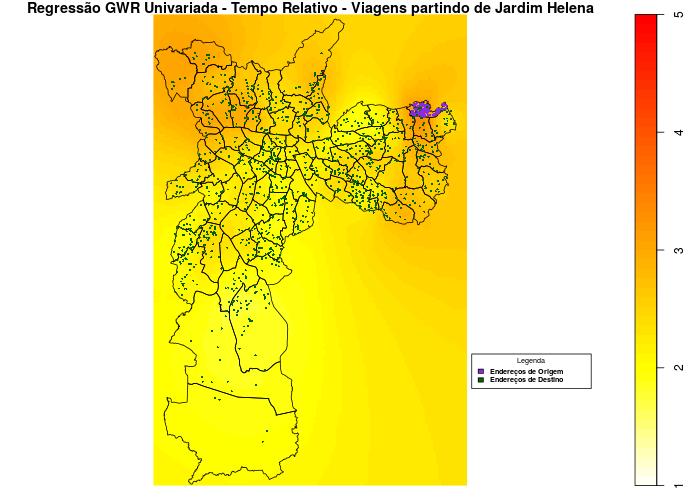 Regressão GWR Univariada - Tempo Relativo - Viagens partindo de Jardim Helena
5
4
3
2
1
Legenda
Endereços de Origem
Endereços de Destino